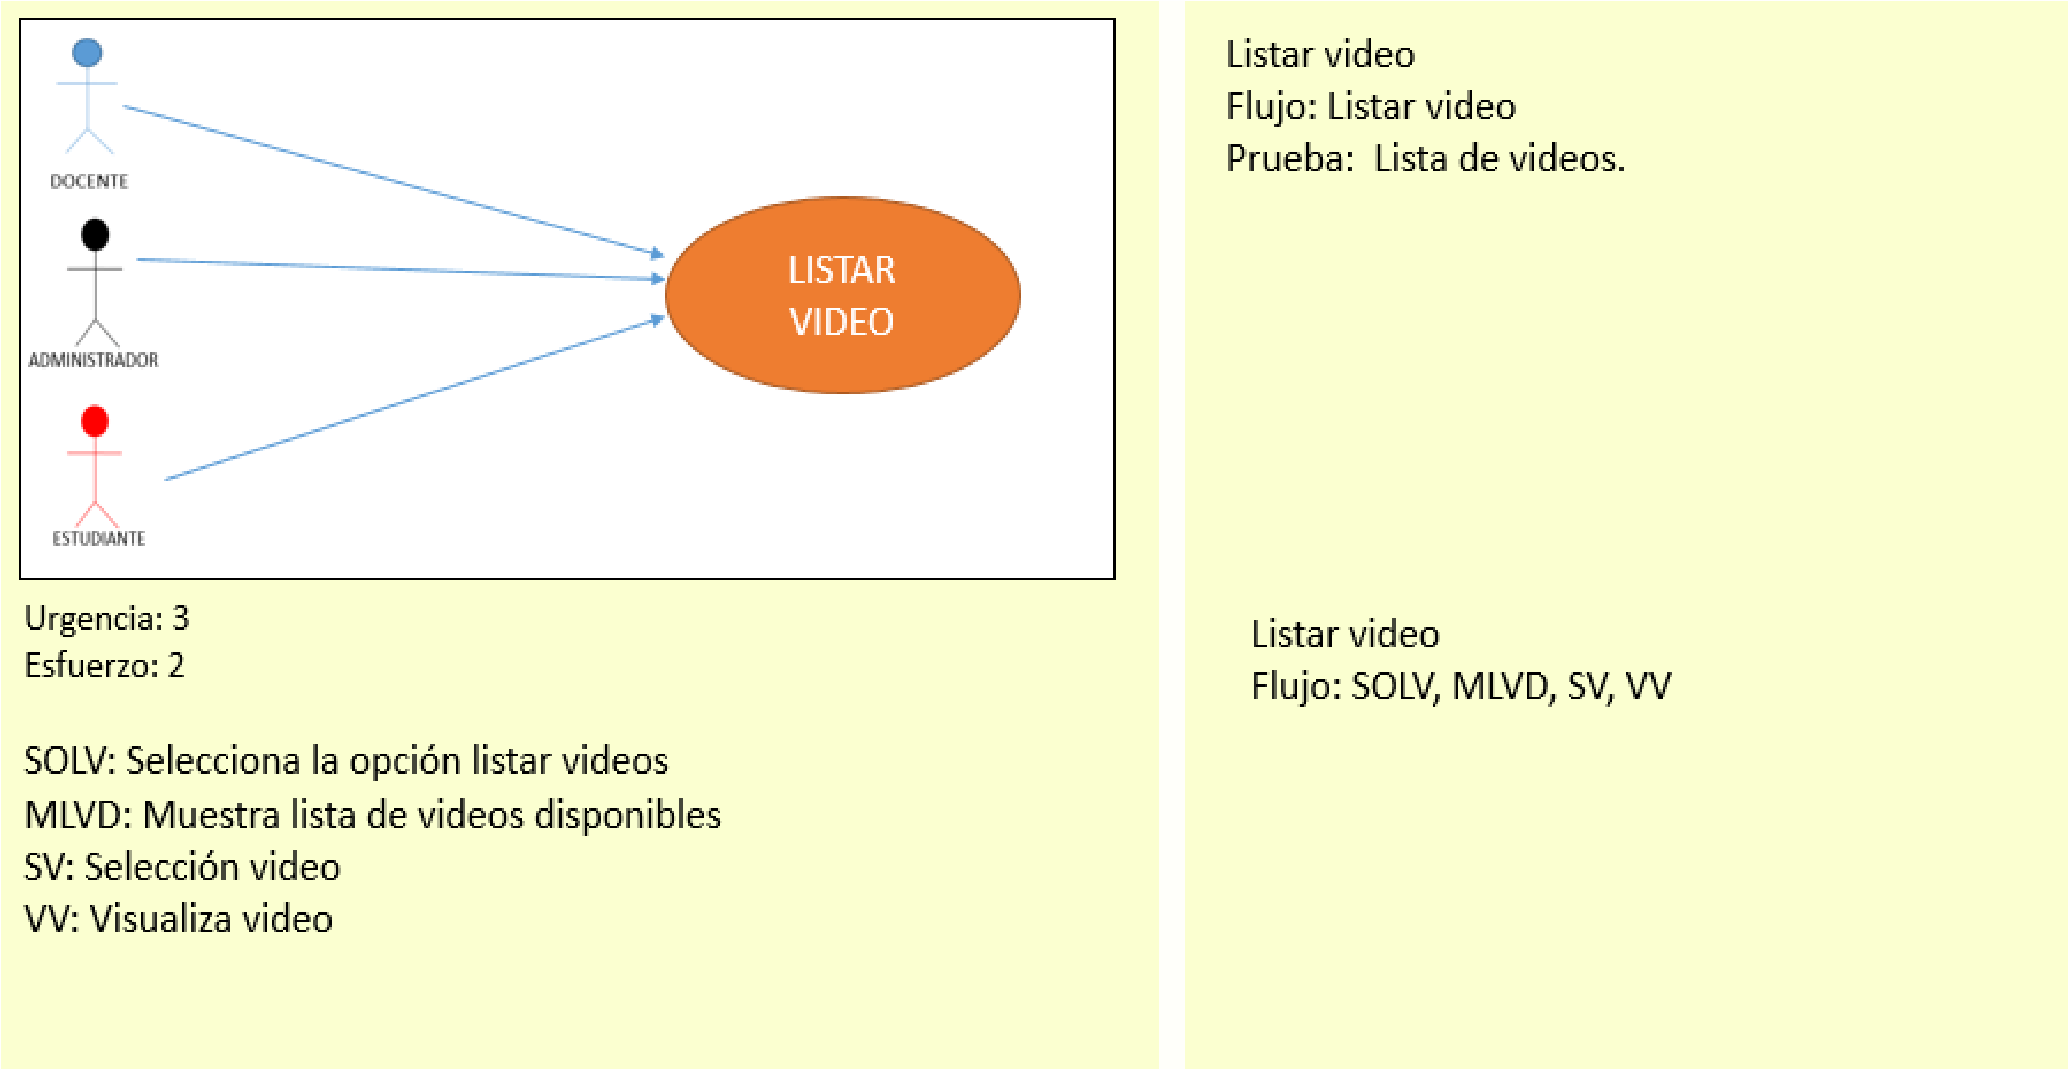 DOCENTE
ADMINISTRADOR
ESTUDIANTE
LISTAR
VIDEO
Urgencia: 3
Esfuerzo: 2
SOLV: Selecciona la opción listar videos
MLVD: Muestra lista de videos disponibles
SV: Selección video
VV: Visualiza video
Listar video
Flujo: Listar video
Prueba:  Lista de videos.
Listar video
Flujo: SOLV, MLVD, SV, VV